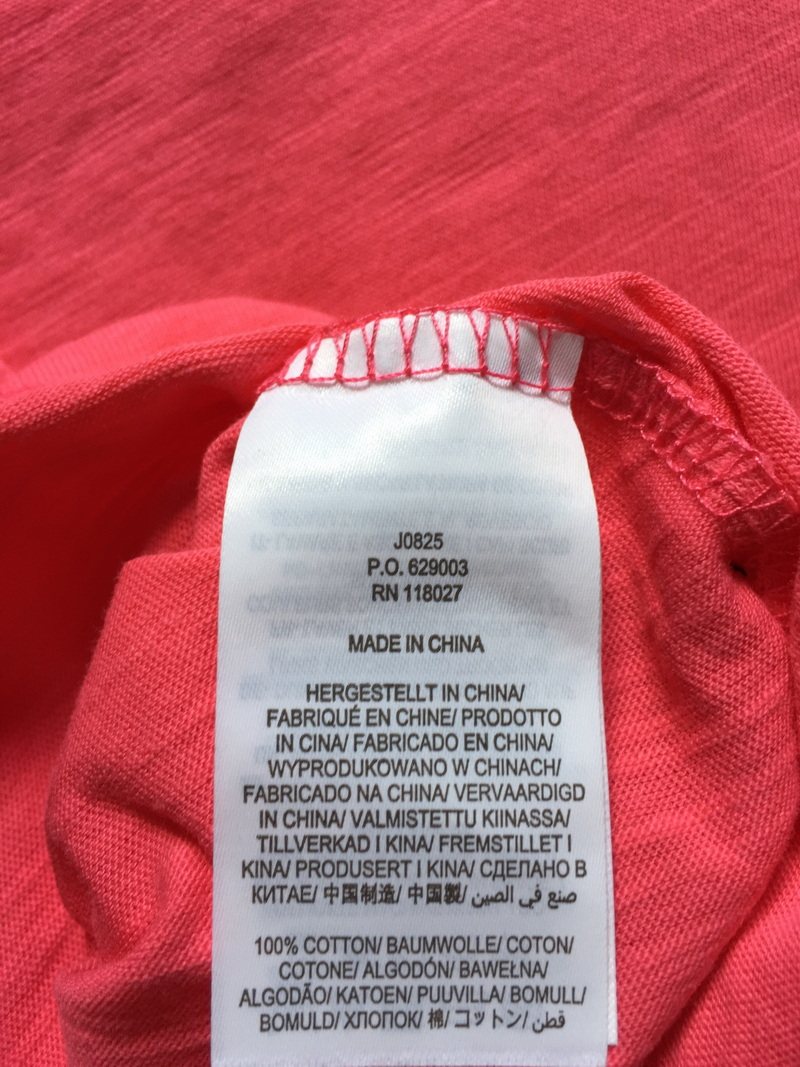 J0825
P.O. 629003
RN 118027
MADE IN CHINA
HERGESTELLT IN CHINA/
FABRIQUÉ EN CHINE/ PRODOTTO
IN CINA/ FABRICADO EN CHINA/
WYPRODUKOWANO W CHINACH/
FABRICADO NA CHINA/ VERVAARDIGD
IN CHINA/ VALMISTETTU KIINASSA/
TILLVERKAD I KINA/ FREMSTILLET I
KINA/ PRODUSERT I KINA/ СДЕЛАНО В
КИТАЕ/ 中国制造/ 中国製/ صنع في الصين
100% COTTON/ BAUMWOLLE/ COTON/
COTONE/ ALGODÓN/ BAWEŁNA/
ALGODÃO/ KATOEN/ PUUVILLA/ BOMULL/
BOMULD/ ХЛОПОК/ 棉/ コットン/ قطن